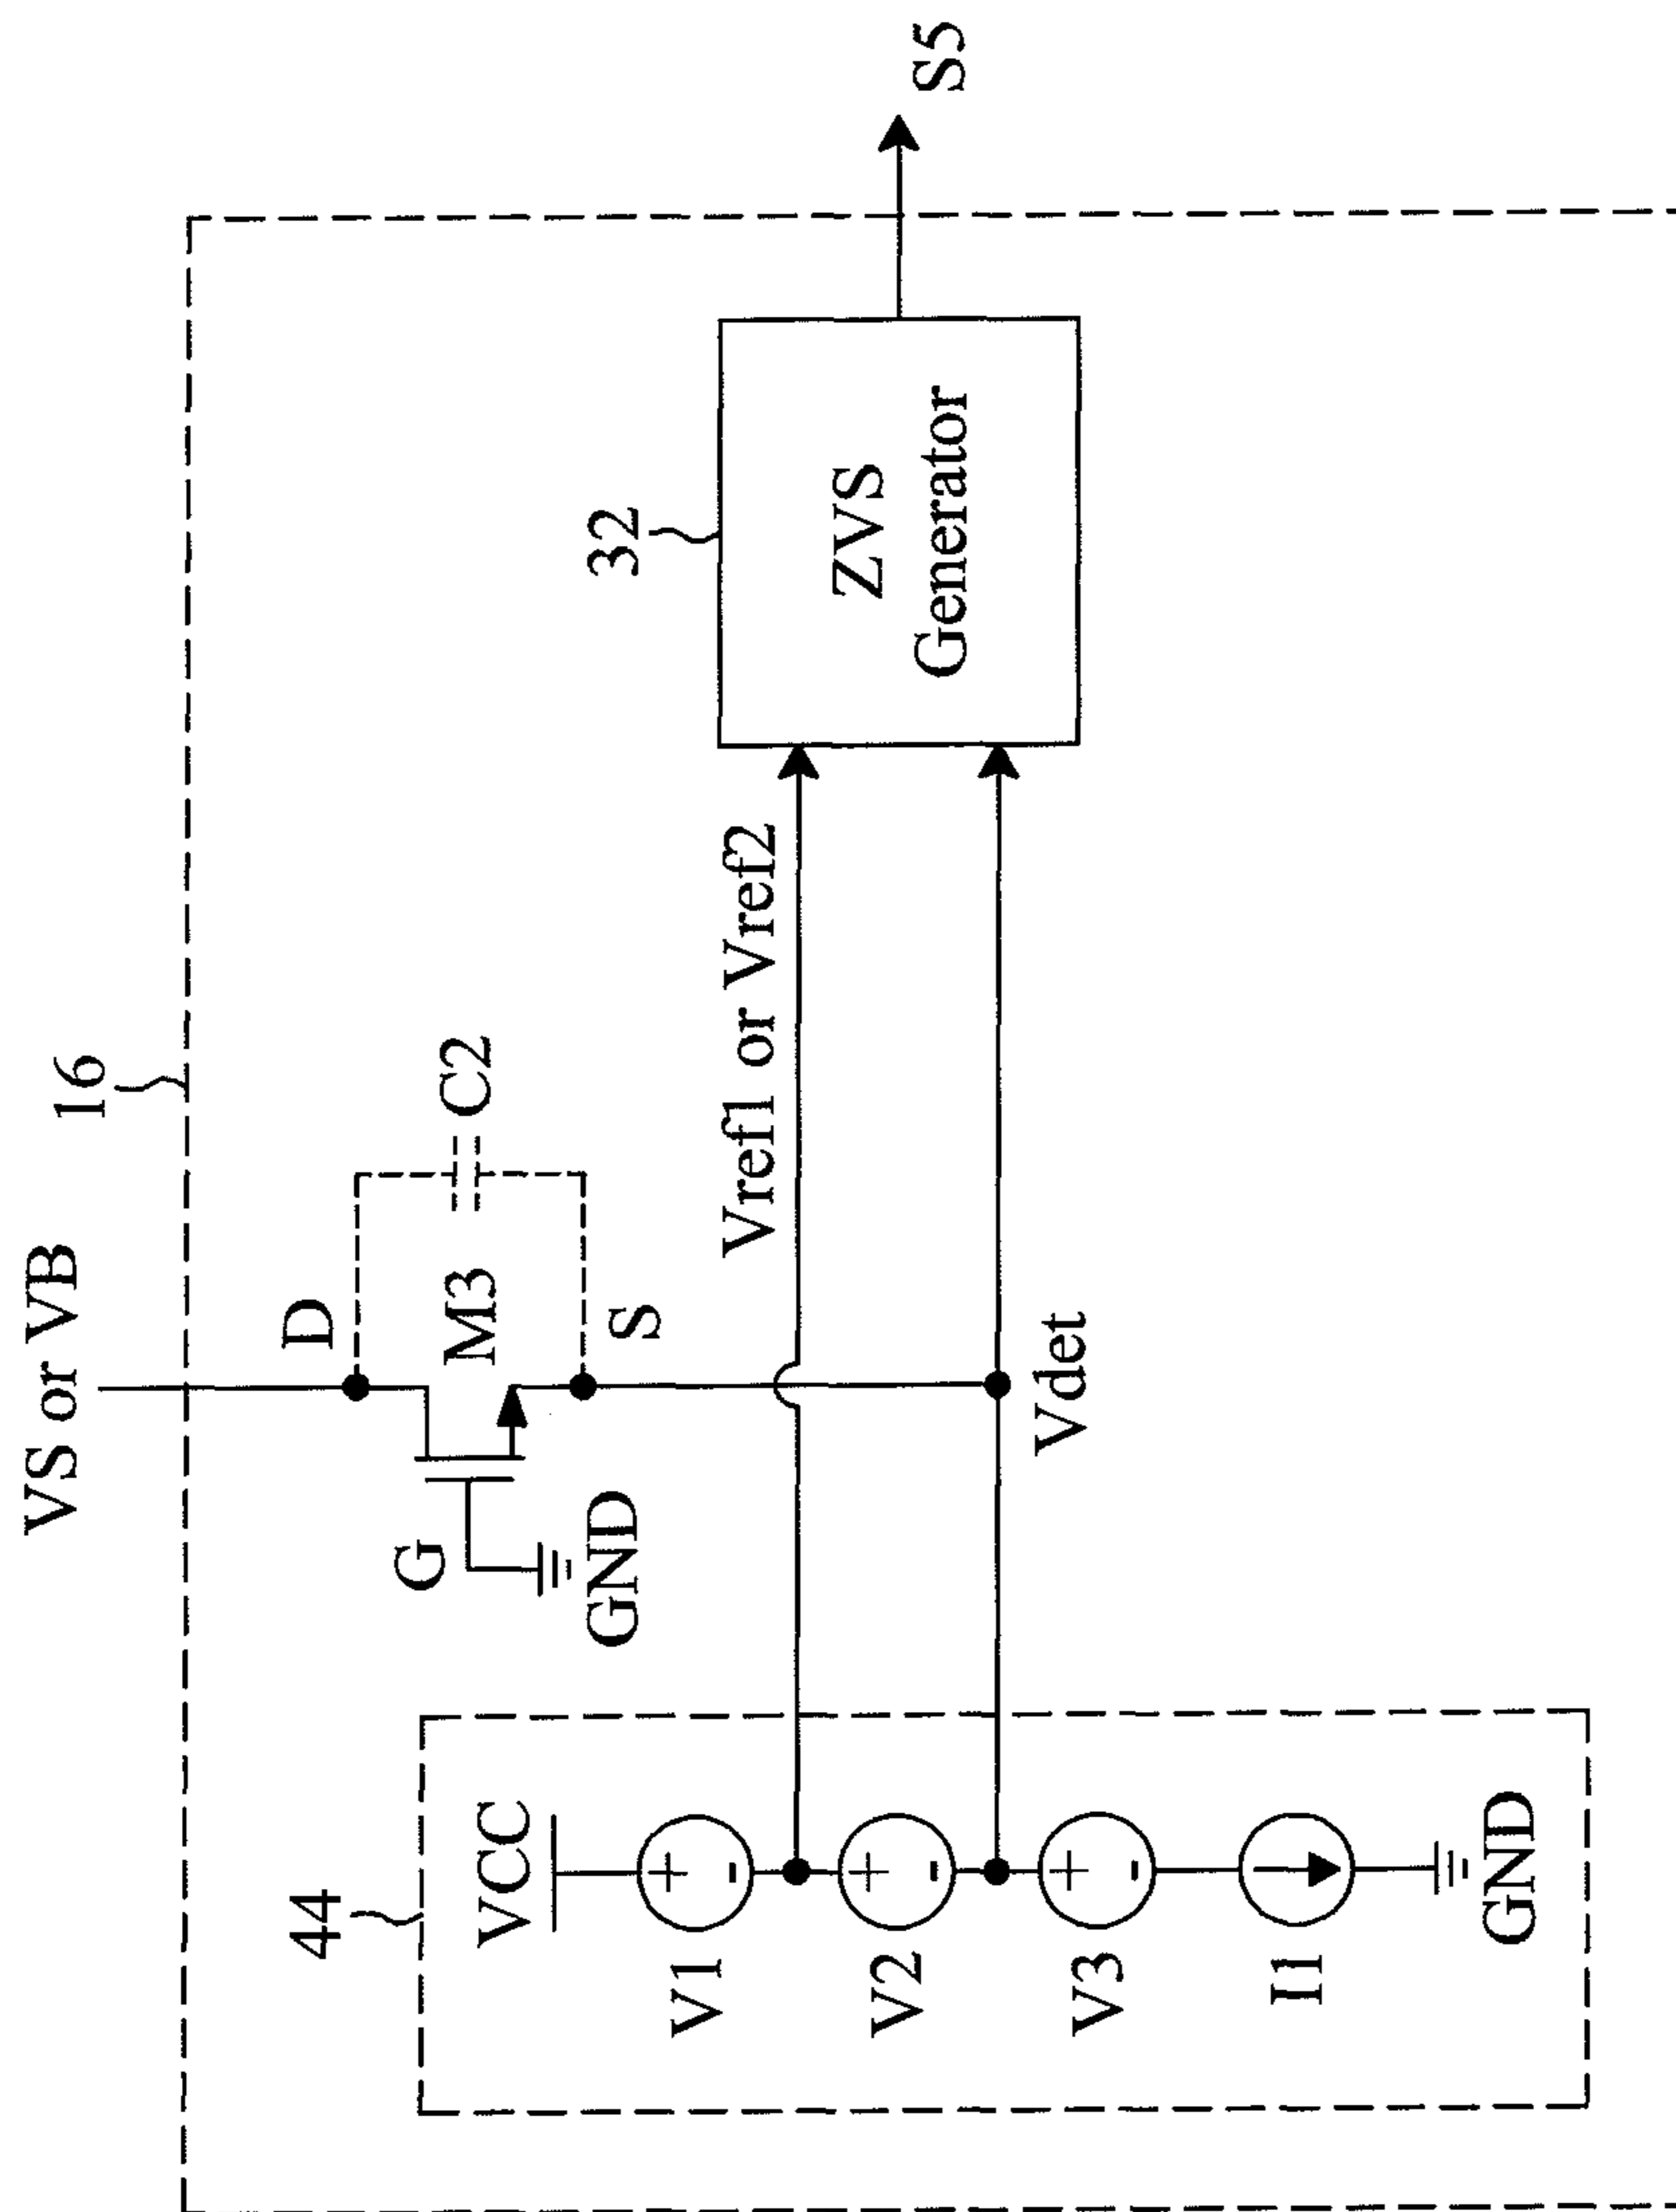 VS or VB
16
D
G
M3
C2
GND
S
44
VCC
V1
+
-
V2
+
-
V3
+
-
I1
GND
Vref1 or Vref2
Vdet
32
ZVS
Generator
S5